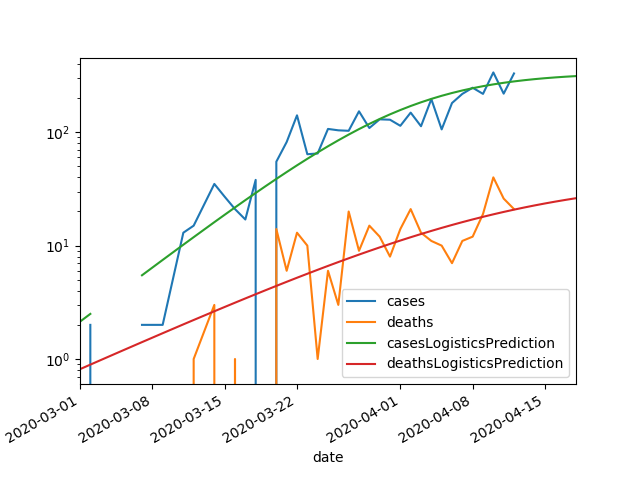 10²
10¹
10⁰
2020-03-01
2020-03-08
2020-03-15
2020-03-22
2020-04-01
2020-04-08
2020-04-15
date
cases
deaths
casesLogisticsPrediction
deathsLogisticsPrediction